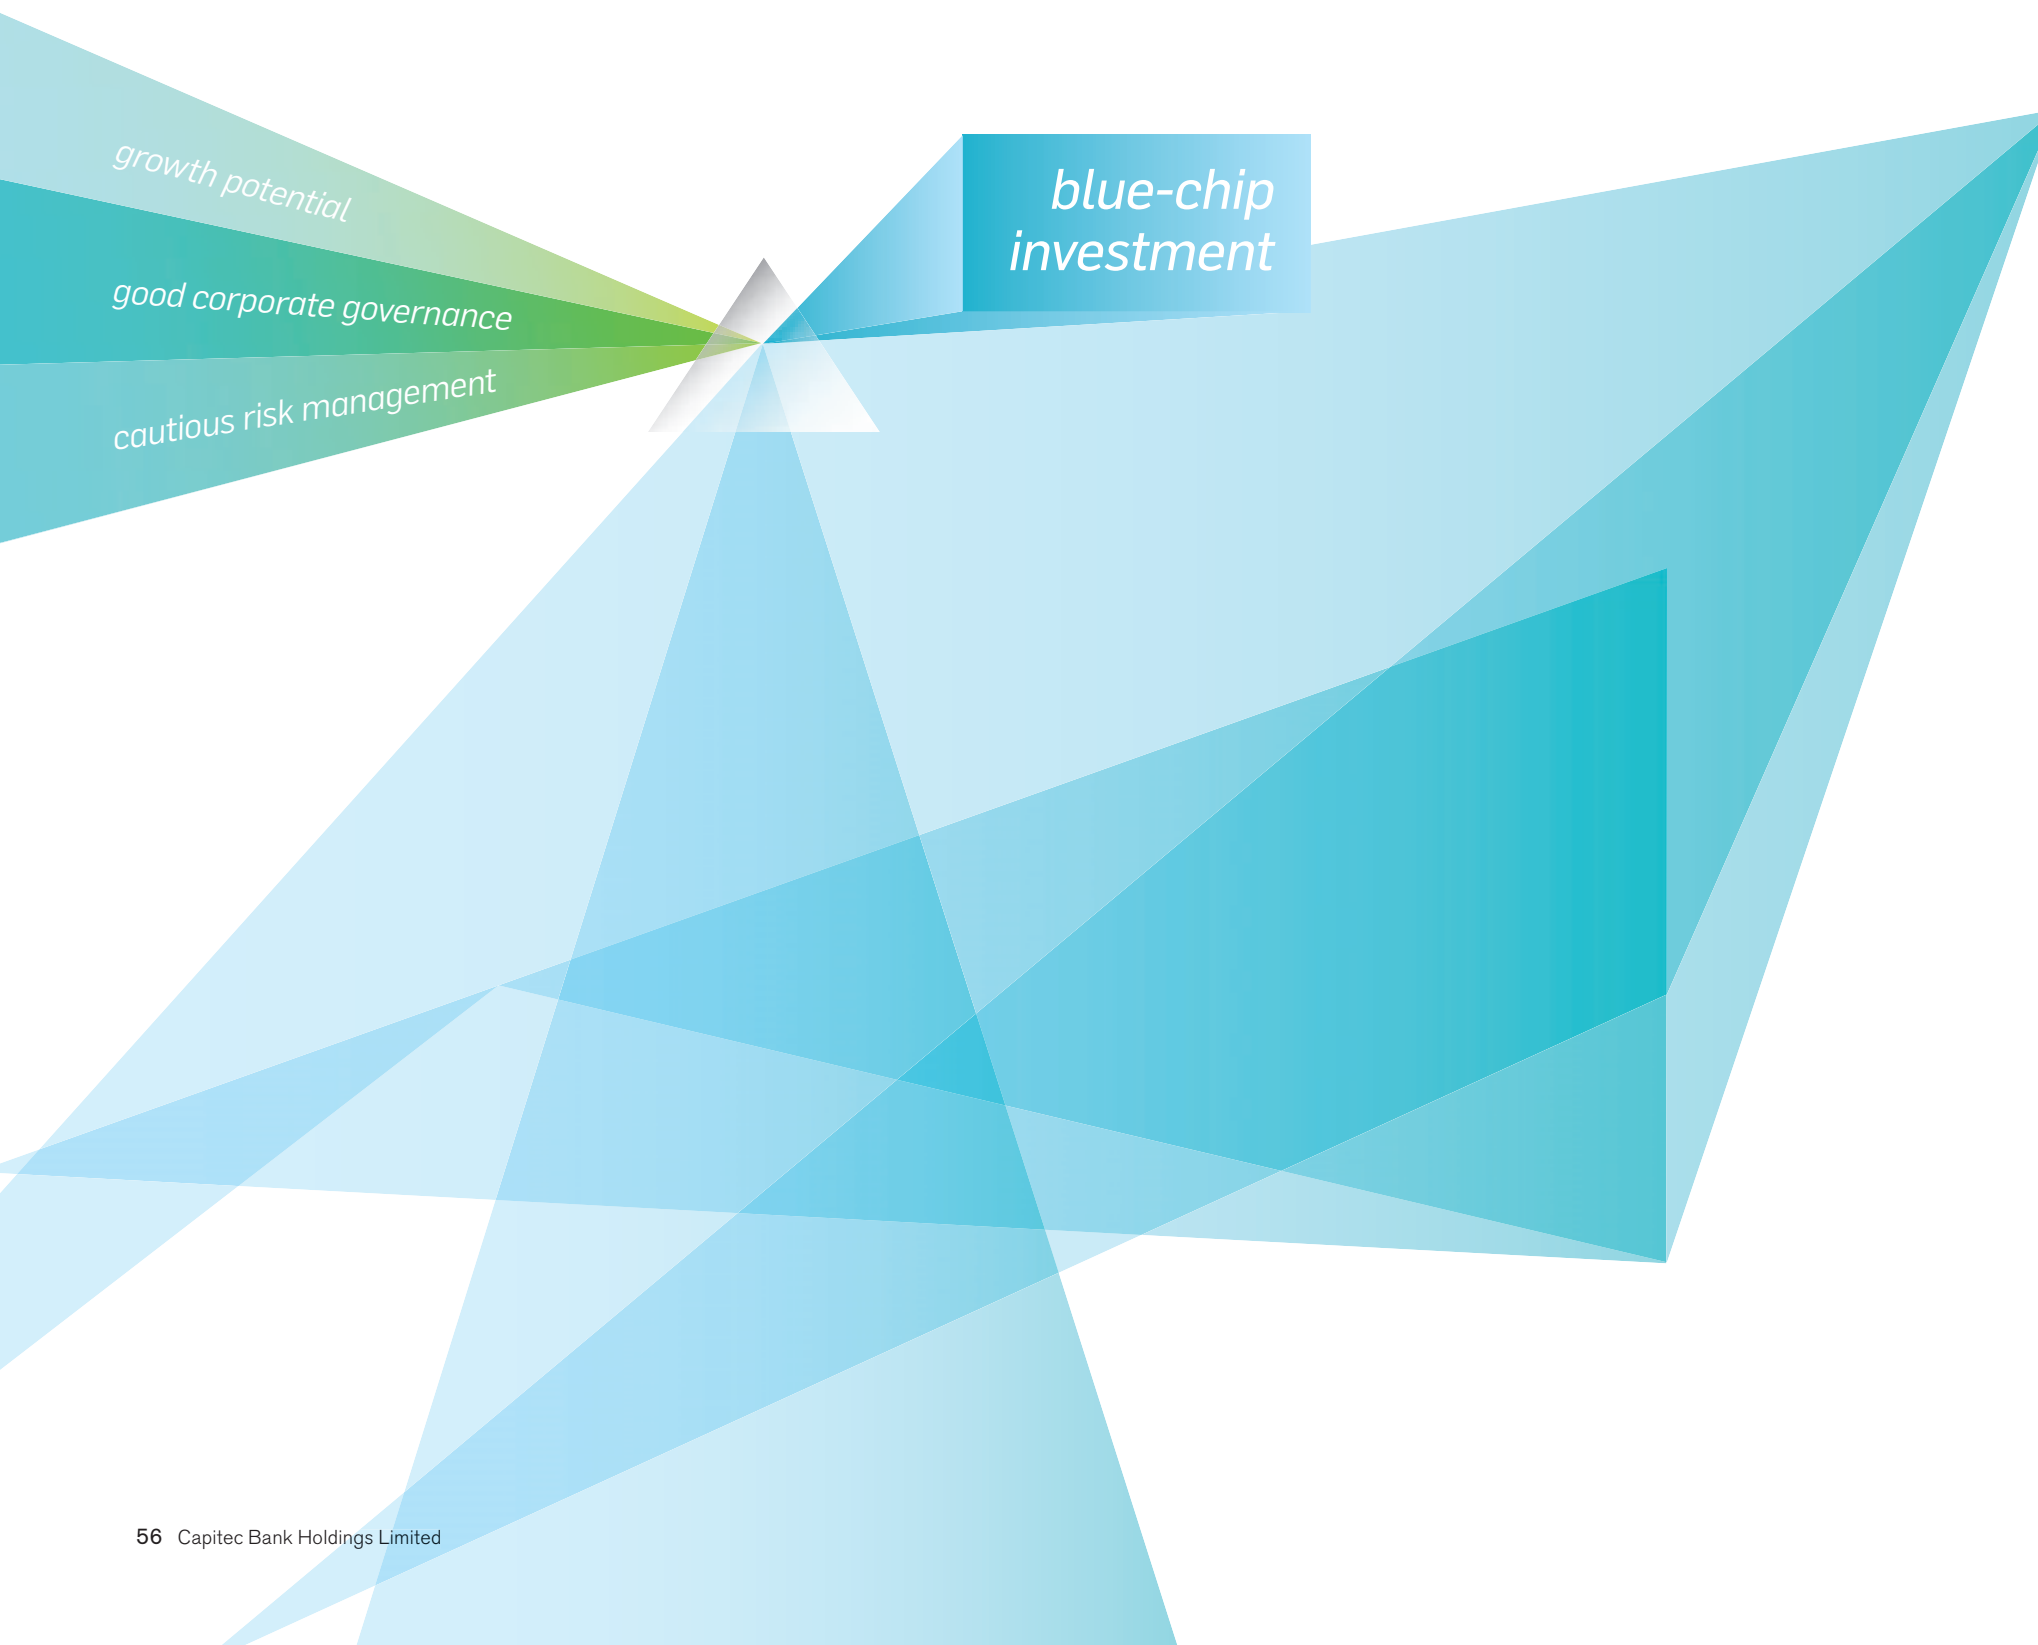 growth potential
good corporate governance
cautious risk management
blue-chip
investment
56 Capitec Bank Holdings Limited